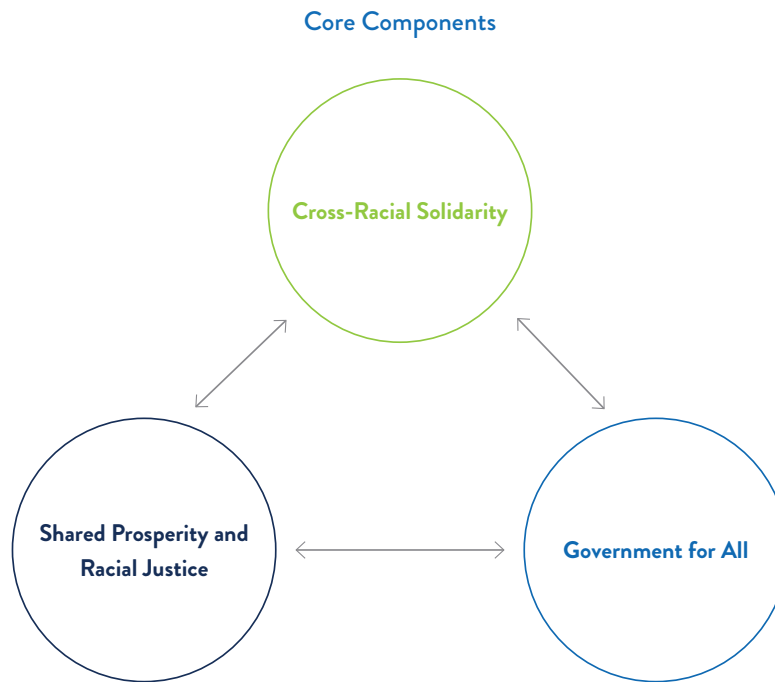 Core Components
Cross-Racial Solidarity
Shared Prosperity and
Racial Justice
Government for All